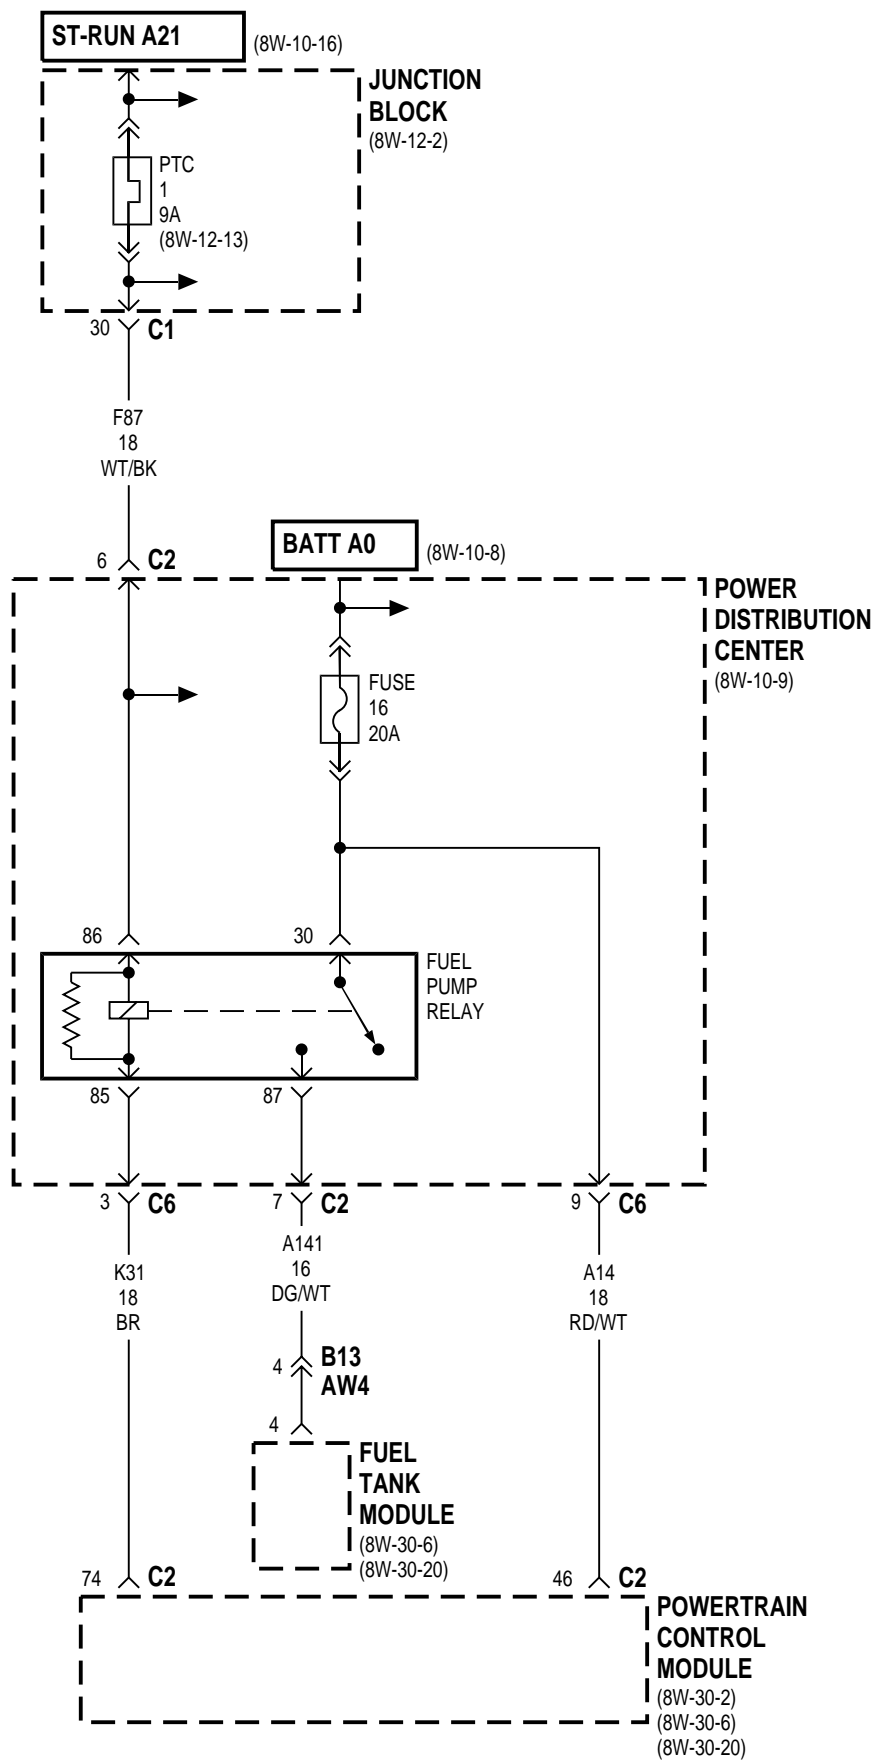 ST-RUN A21
(8W-10-16)
JUNCTION
BLOCK
(8W-12-2)
PTC
1
9A
(8W-12-13)
30 C1
F87
18
WT/BK
6 C2
BATT A0
(8W-10-8)
POWER
DISTRIBUTION
CENTER
(8W-10-9)
FUSE
16
20A
86
30
FUEL
PUMP
RELAY
85
87
3 C6
7 C2
9 C6
K31
18
BR
A141
16
DG/WT
A14
18
RD/WT
4 B13
AW4
4
FUEL
TANK
MODULE
(8W-30-6)
(8W-30-20)
74 C2
46 C2
POWERTRAIN
CONTROL
MODULE
(8W-30-2)
(8W-30-6)
(8W-30-20)